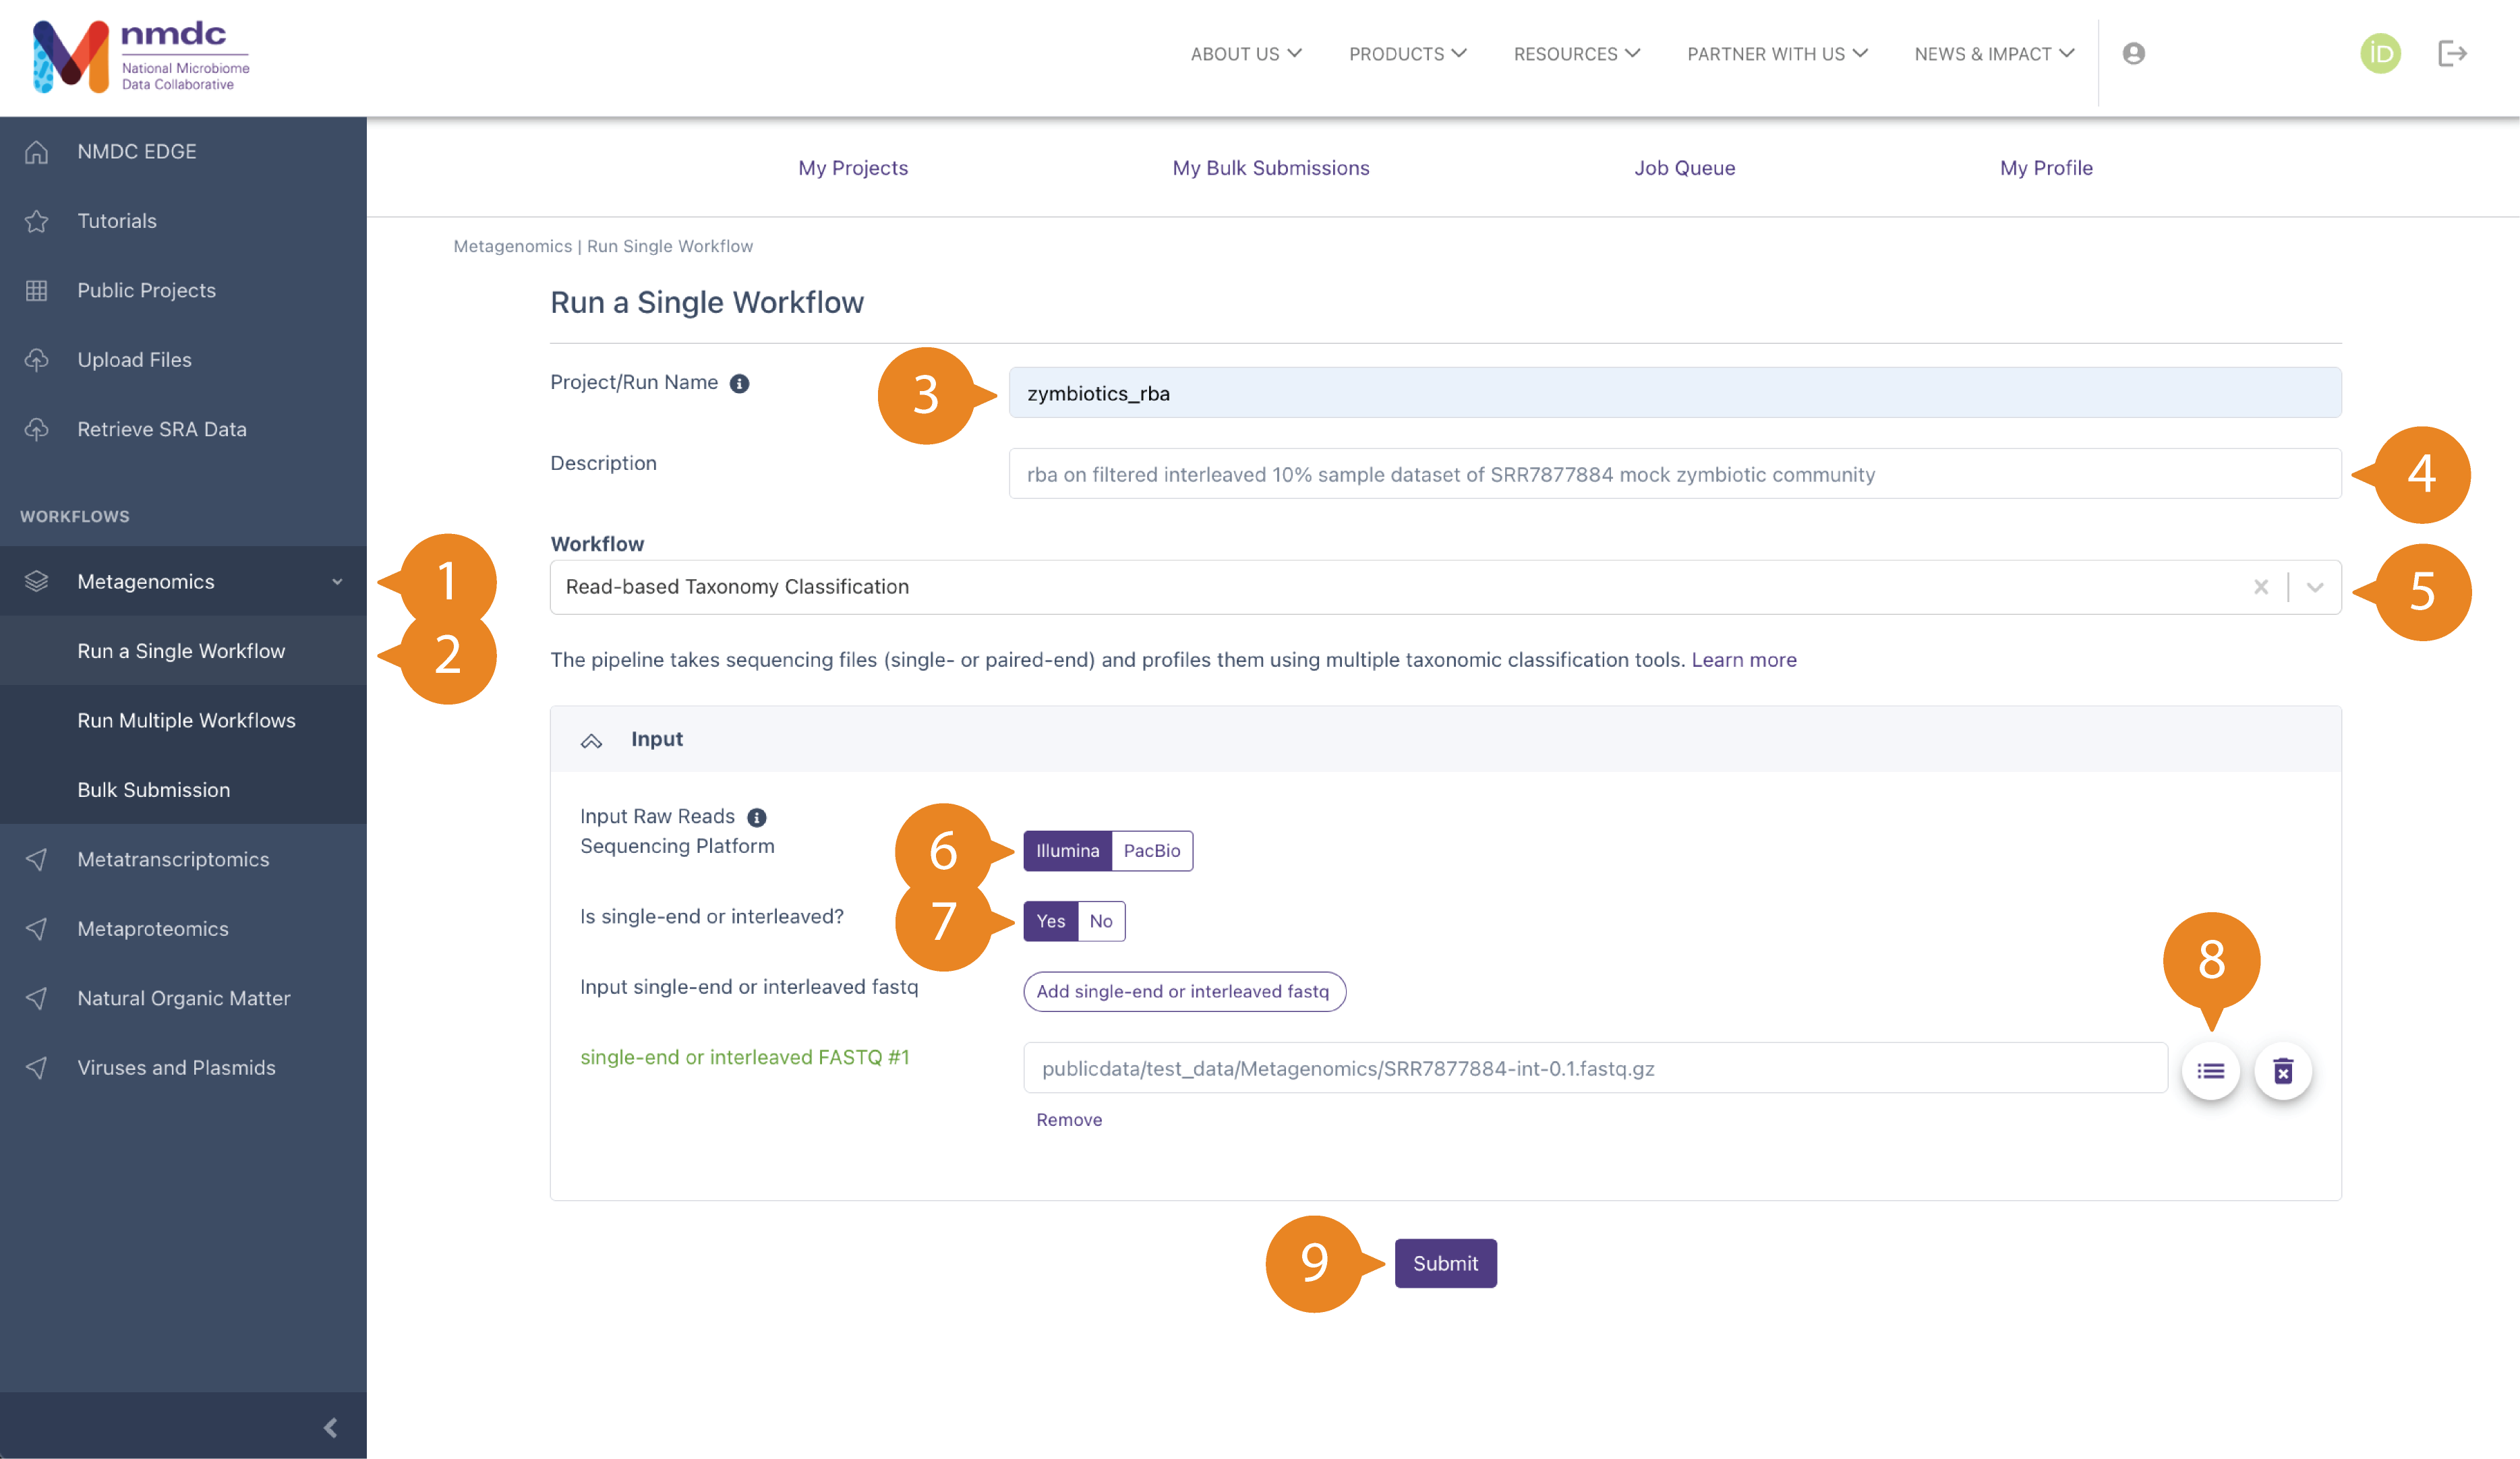 nmdc
National Microbiome
Data Collaborative
ABOUT US
PRODUCTS
RESOURCES
PARTNER WITH US
NEWS & IMPACT
iD
NMDC EDGE
Tutorials
Public Projects
Upload Files
Retrieve SRA Data
WORKFLOWS
Metagenomics
1
Run a Single Workflow
2
Run Multiple Workflows
Bulk Submission
Metatranscriptomics
Metaproteomics
Natural Organic Matter
Viruses and Plasmids
My Projects
My Bulk Submissions
Job Queue
My Profile
Metagenomics | Run Single Workflow
Run a Single Workflow
Project/Run Name
3
zymbiotics_rba
Description
rba on filtered interleaved 10% sample dataset of SRR7877884 mock zymbiotic community
4
Workflow
Read-based Taxonomy Classification
5
The pipeline takes sequencing files (single- or paired-end) and profiles them using multiple taxonomic classification tools. Learn more
Input
Input Raw Reads
Sequencing Platform
6
Illumina
PacBio
Is single-end or interleaved?
7
Yes
No
Input single-end or interleaved fastq
Add single-end or interleaved fastq
8
single-end or interleaved FASTQ #1
publicdata/test_data/Metagenomics/SRR7877884-int-0.1.fastq.gz
Remove
9
Submit